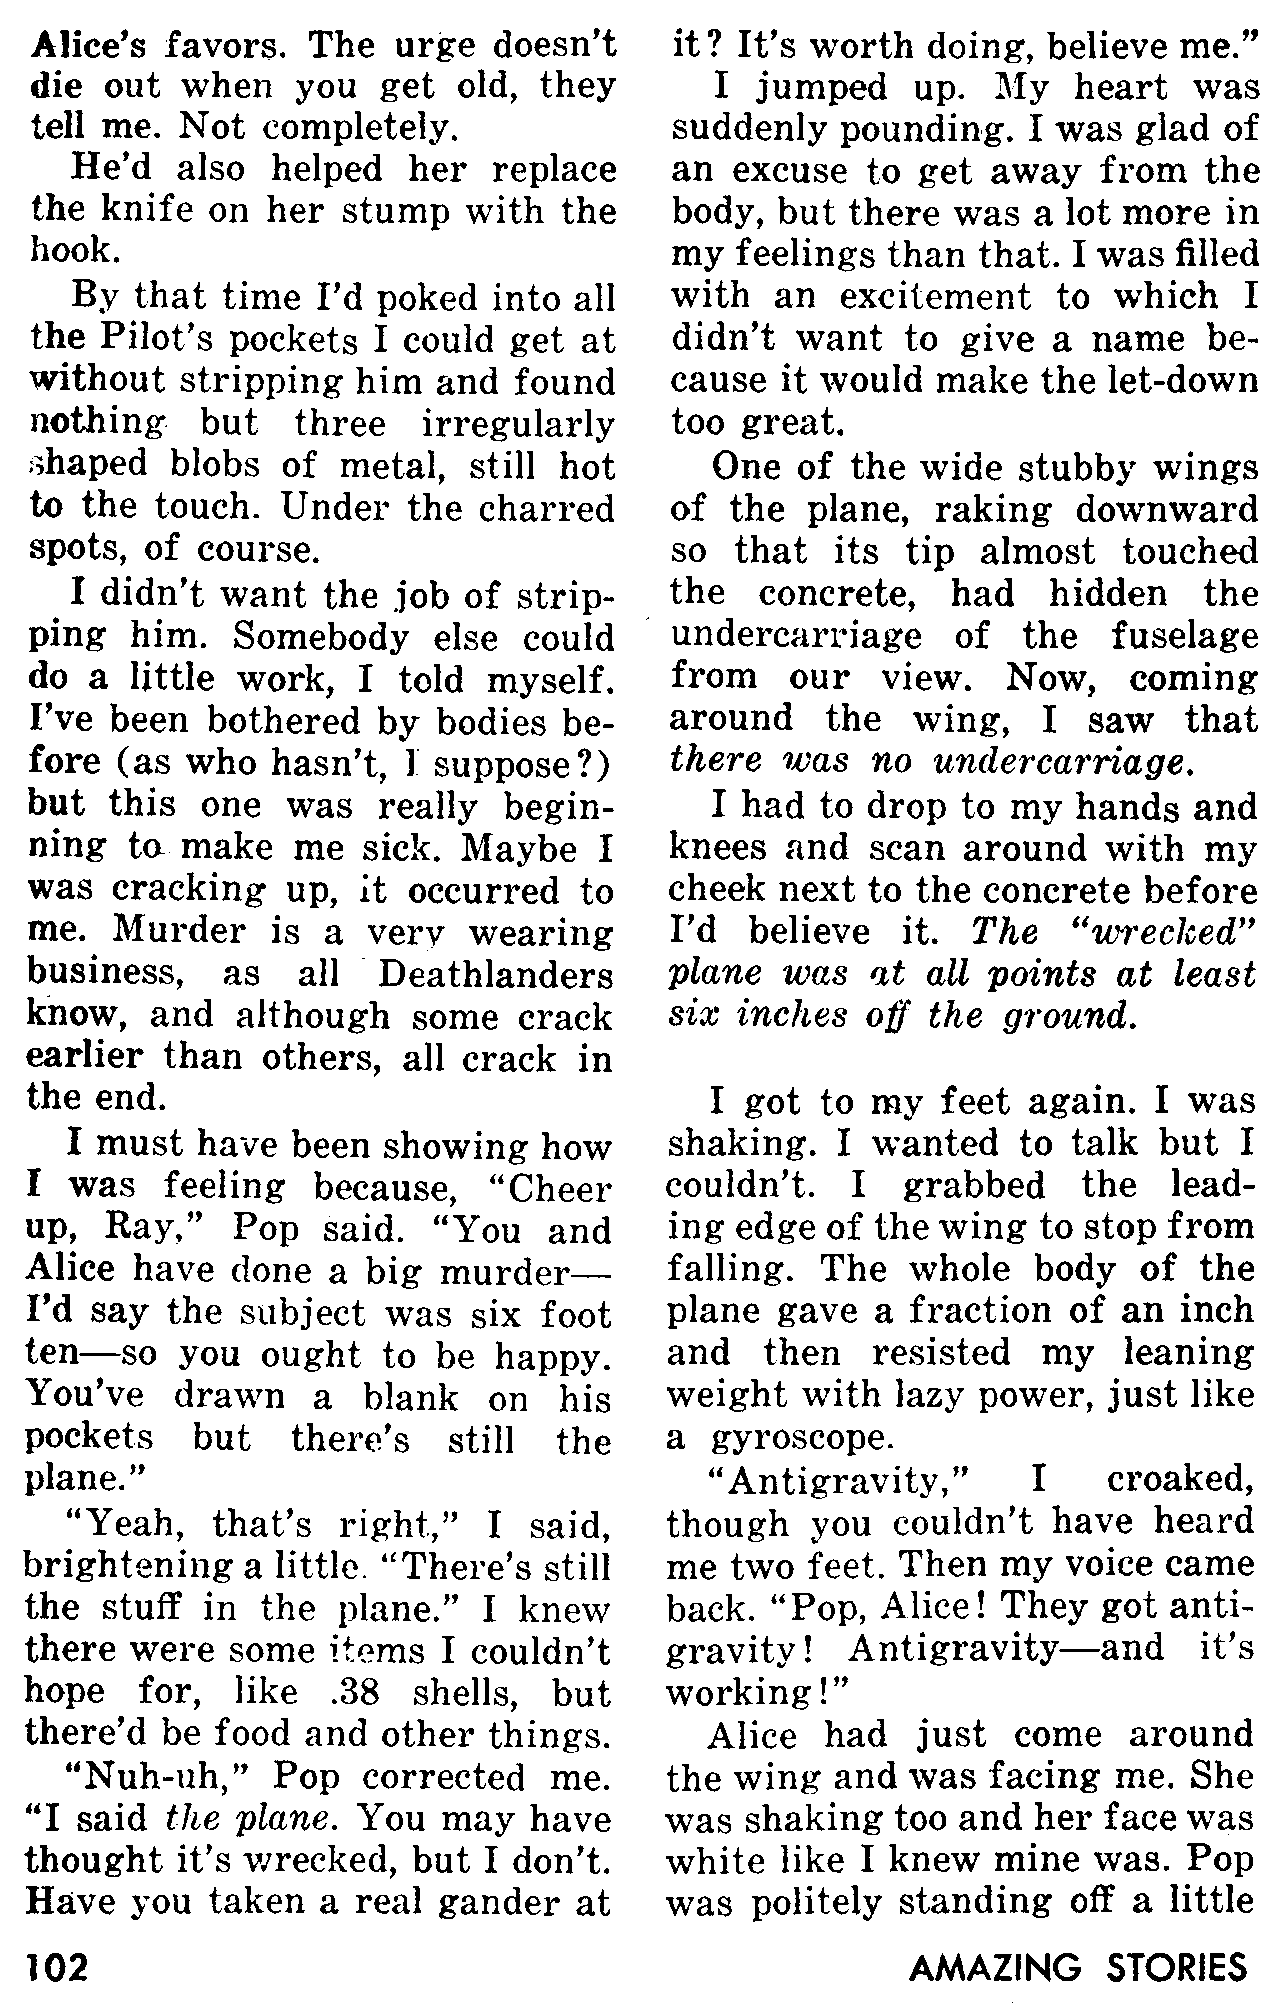 Alice's favors. The urge doesn't
die out when you get old, they
tell me. Not completely.
He'd also helped her replace
the knife on her stump with the
hook.
By that time I'd poked into all
the Pilot's pockets I could get at
without stripping him and found
nothing but three irregularly
shaped blobs of metal, still hot
to the touch. Under the charred
spots, of course.
I didn't want the job of strip-
ping him. Somebody else could
do a little work, I told myself.
I've been bothered by bodies be-
fore (as who hasn't, I suppose?)
but this one was really begin-
ning to make me sick. Maybe I
was cracking up, it occurred to
me. Murder is a very wearing
business, as all Deathlanders
know, and although some crack
earlier than others, all crack in
the end.
I must have been showing how
I was feeling because, "Cheer
up, Ray," Pop said. "You and
Alice have done a big murder—
I'd say the subject was six foot
ten—so you ought to be happy.
You've drawn a blank on his
pockets but there's still the
plane."
"Yeah, that's right," I said,
brightening a little. "There's still
the stuff in the plane." I knew
there were some items I couldn't
hope for, like .38 shells, but
there'd be food and other things.
"Nuh-uh," Pop corrected me.
"I said the plane. You may have
thought it's wrecked, but I don't.
Have you taken a real gander at
it? It's worth doing, believe me."
I jumped up. My heart was
suddenly pounding. I was glad of
an excuse to get away from the
body, but there was a lot more in
my feelings than that. I was filled
with an excitement to which I
didn't want to give a name be-
cause it would make the let-down
too great.
One of the wide stubby wings
of the plane, raking downward
so that its tip almost touched
the concrete, had hidden the
undercarriage of the fuselage
from our view. Now, coming
around the wing, I saw that
there was no undercarriage.
I had to drop to my hands and
knees and scan around with my
cheek next to the concrete before
I'd believe it. The "wrecked"
plane was at all points at least
six inches off the ground.
I got to my feet again. I was
shaking. I wanted to talk but I
couldn't. I grabbed the lead-
ing edge of the wing to stop from
falling. The whole body of the
plane gave a fraction of an inch
and then resisted my leaning
weight with lazy power, just like
a gyroscope.
"Antigravity," I croaked,
though you couldn't have heard
me two feet. Then my voice came
back. "Pop, Alice! They got anti-
gravity! Antigravity—and it's
working!"
Alice had just come around
the wing and was facing me. She
was shaking too and her face was
white like I knew mine was. Pop
was politely standing off a little
102
AMAZING STORIES